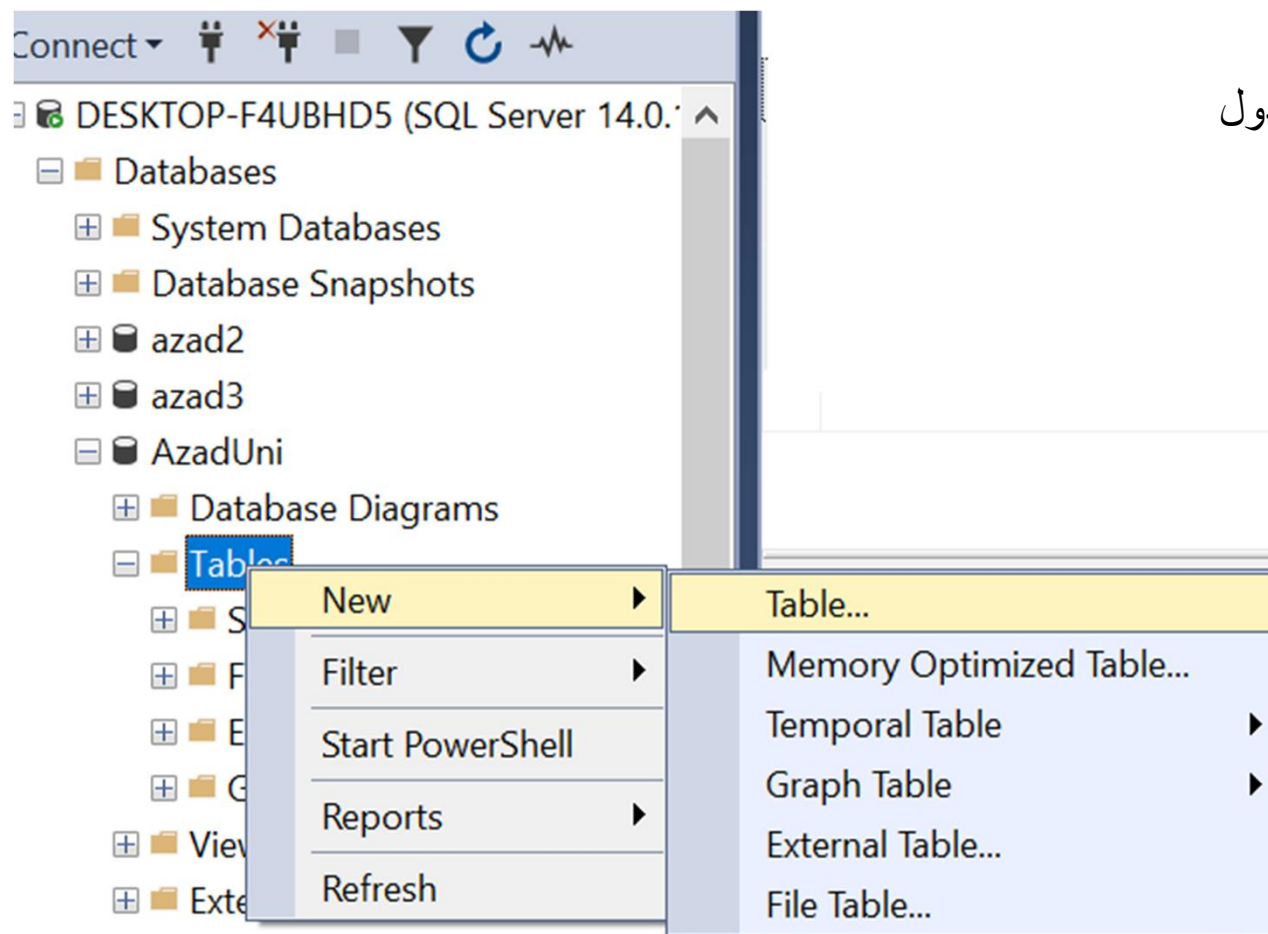 Connect
DESKTOP-F4UBHD5 (SQL Server 14.0.
Databases
System Databases
Database Snapshots
azad2
azad3
AzadUni
Database Diagrams
Tables
New
Filter
Start PowerShell
Reports
Refresh
Table...
Memory Optimized Table...
Temporal Table
Graph Table
External Table...
File Table...